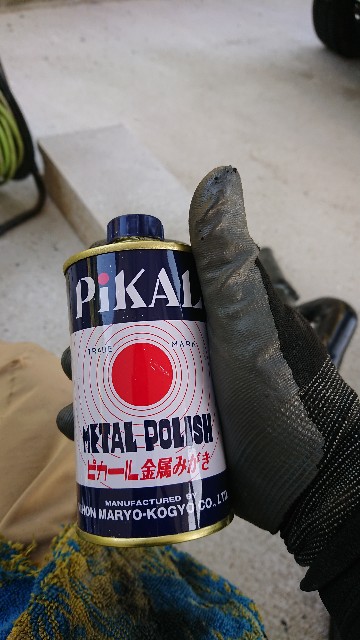 PiKAL
TRADE MARK
METAL POLISH
ピカール金属みがき
MANUFACTURED BY
NIHON MARYO-KOGYO CO., LTD.